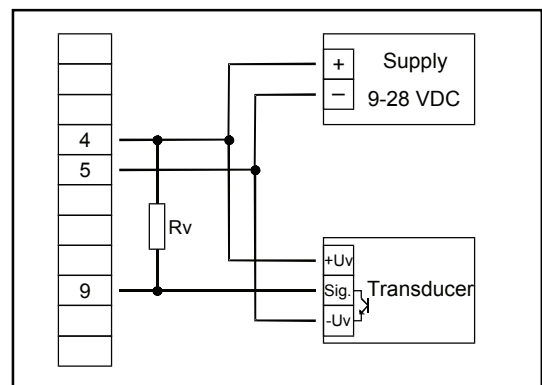 4
5
9
Rv
+
Supply
−
9-28 VDC
+Uv
Sig.
Transducer
-Uv